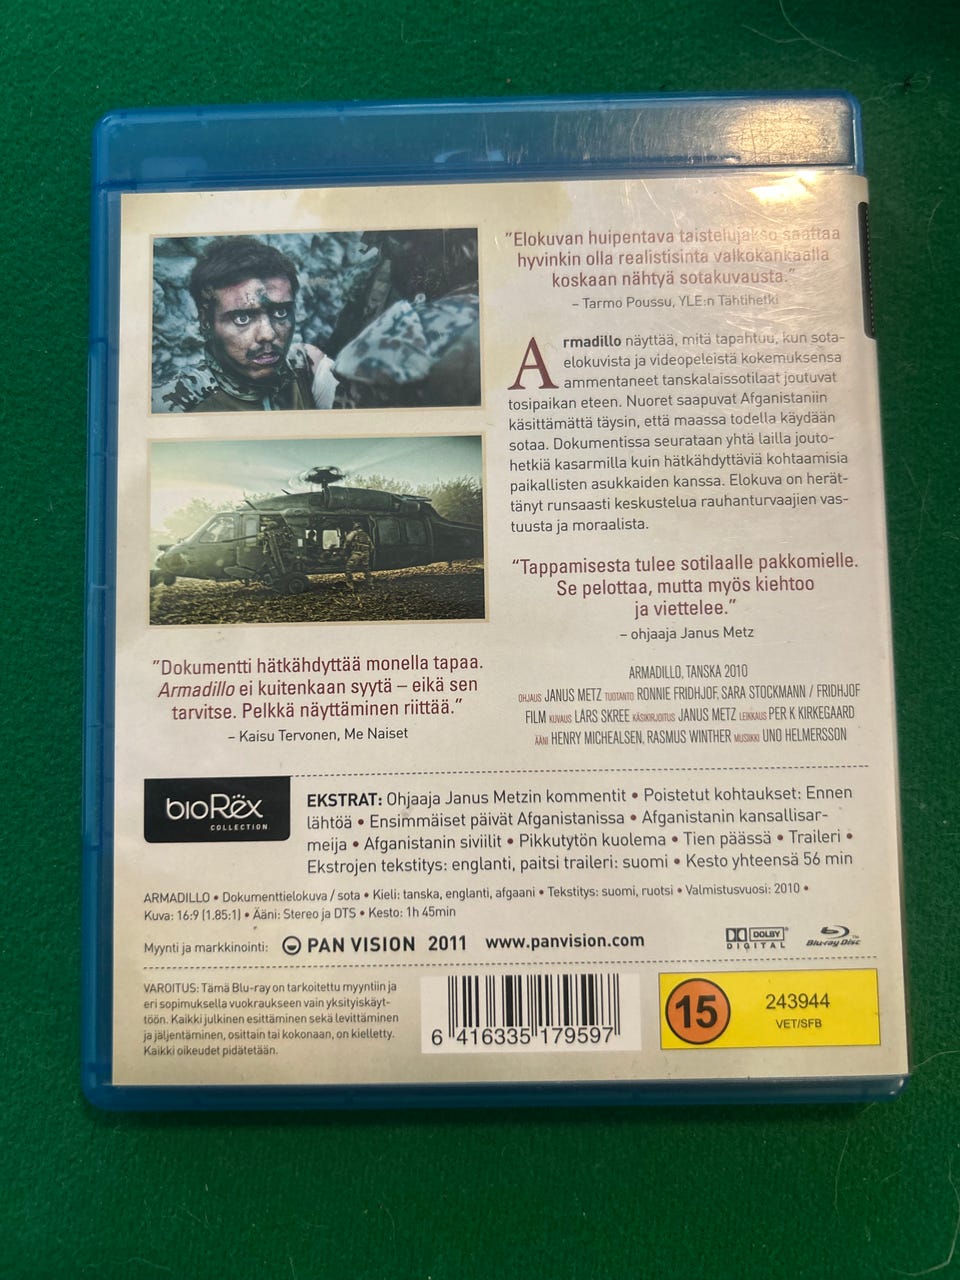 "Elokuvan huipentava taistelujakso saattaa
hyvinkin olla realistisinta valkokankaalla
koskaan nähtyä sotakuvausta."
– Tarmo Poussu, YLE:n Tähtihetki
Armadillo näyttää, mitä tapahtuu, kun sota-
elokuvista ja videopeleistä kokemuksensa
ammentaneet tanskalaissotilaat joutuvat
tosipaikan eteen. Nuoret saapuvat Afganistaniin
käsittämättä täysin, että maassa todella käydään
sotaa. Dokumentissa seurataan yhtä lailla jouto-
hetkiä kasarmilla kuin hätkähdyttäviä kohtaamisia
paikallisten asukkaiden kanssa. Elokuva on herät-
tänyt runsaasti keskustelua rauhanturvaajien vas-
tuusta ja moraalista.
"Tappamisesta tulee sotilaalle pakkomielle.
Se pelottaa, mutta myös kiehtoo
ja viettelee."
– ohjaaja Janus Metz
"Dokumentti hätkähdyttää monella tapaa.
Armadillo ei kuitenkaan syytä – eikä sen
tarvitse. Pelkkä näyttäminen riittää."
– Kaisu Tervonen, Me Naiset
ARMADILLO, TANSKA 2010
OHJAUS JANUS METZ TUOTANTO RONNIE FRIDHJOF, SARA STOCKMANN / FRIDHJOF
FILM KUVAUS LARS SKREE KÄSIKIRJOITUS JANUS METZ LEIKKAUS PER K KIRKEGAARD
ÄÄNI HENRY MICHEALSEN, RASMUS WINTHER MUSIIKKI UNO HELMERSSON
bioRëx
COLLECTION
EKSTRAT: Ohjaaja Janus Metzin kommentit • Poistetut kohtaukset: Ennen
lähtöä • Ensimmäiset päivät Afganistanissa • Afganistanin kansallisar-
meija • Afganistanin siviilit • Pikkutytön kuolema • Tien päässä • Traileri •
Ekstrojen tekstitys: englanti, paitsi traileri: suomi • Kesto yhteensä 56 min
ARMADILLO • Dokumenttielokuva / sota • Kieli: tanska, englanti, afgaani • Tekstitys: suomi, ruotsi • Valmistusvuosi: 2010 •
Kuva: 16:9 (1.85:1) • Ääni: Stereo ja DTS • Kesto: 1h 45min
Myynti ja markkinointi: PAN VISION 2011 www.panvision.com
DOLBY
DIGITAL
Blu-ray Disc™
VAROITUS: Tämä Blu-ray on tarkoitettu myyntiin ja
eri sopimuksella vuokraukseen vain yksityiskäyt-
töön. Kaikki julkinen esittäminen sekä levittäminen
ja jäljentäminen, osittain tai kokonaan, on kielletty.
Kaikki oikeudet pidätetään.
6 416335 179597
15
243944
VET/SFB